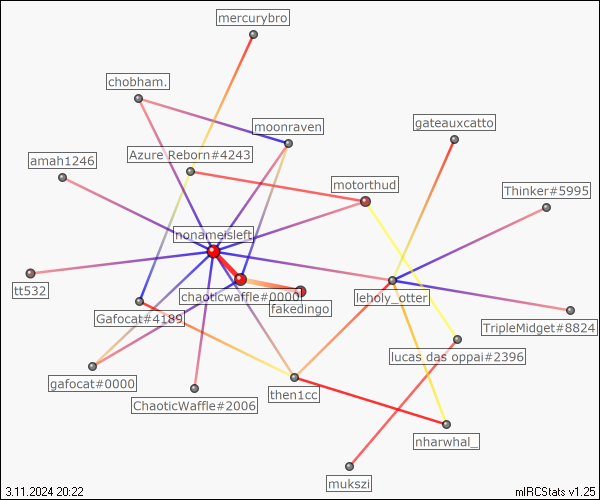 mercurybro
chobham.
gateauxcatto
moonraven
Azure Reborn#4243
amah1246
motorthud
Thinker#5995
nonameisleft
tt532
chaoticwaffle#0000
leholy_otter
fakedingo
Gafocat#4189
TripleMidget#8824
lucas das oppai#2396
gafocat#0000
then1cc
ChaoticWaffle#2006
nharwhal_
mukszi
3.11.2024 20:22
mIRCStats v1.25